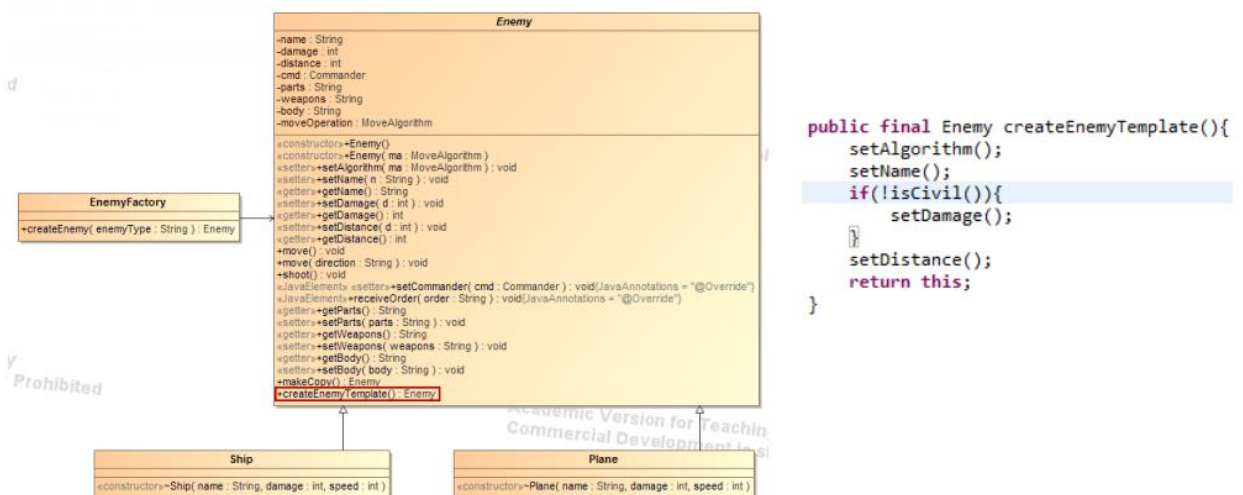 Enemy
-name : String
-damage : int
-distance : int
-cmd : Commander
-parts : String
-weapons : String
-body : String
-moveOperation : MoveAlgorithm
«constructor»+Enemy()
«constructor»+Enemy( ma : MoveAlgorithm )
«setter»+setAlgorithm( ma : MoveAlgorithm ) : void
«setter»+setName( n : String ) : void
«getter»+getName() : String
«setter»+setDamage( d : int ) : void
«getter»+getDamage() : int
«setter»+setDistance( d : int ) : void
«getter»+getDistance() : int
+move() : void
+move( direction : String ) : void
+shoot() : void
«JavaElement» «setter»+setCommander( cmd : Commander ) : void{JavaAnnotations = "@Override"}
«JavaElement»+receiveOrder( order : String ) : void{JavaAnnotations = "@Override"}
«getter»+getParts() : String
«setter»+setParts( parts : String ) : void
«getter»+getWeapons() : String
«setter»+setWeapons( weapons : String ) : void
«getter»+getBody() : String
«setter»+setBody( body : String ) : void
+makeCopy() : Enemy
+createEnemyTemplate() : Enemy
EnemyFactory
+createEnemy( enemyType : String ) : Enemy
Prohibited
Academic Version for Teachin
Commercial Development is s
Ship
«constructor»~Ship( name : String, damage : int, speed : int )
Plane
«constructor»~Plane( name : String, damage : int, speed : int )
public final Enemy createEnemyTemplate(){
setAlgorithm();
setName();
if(!isCivil()){
setDamage();
}
setDistance();
return this;
}